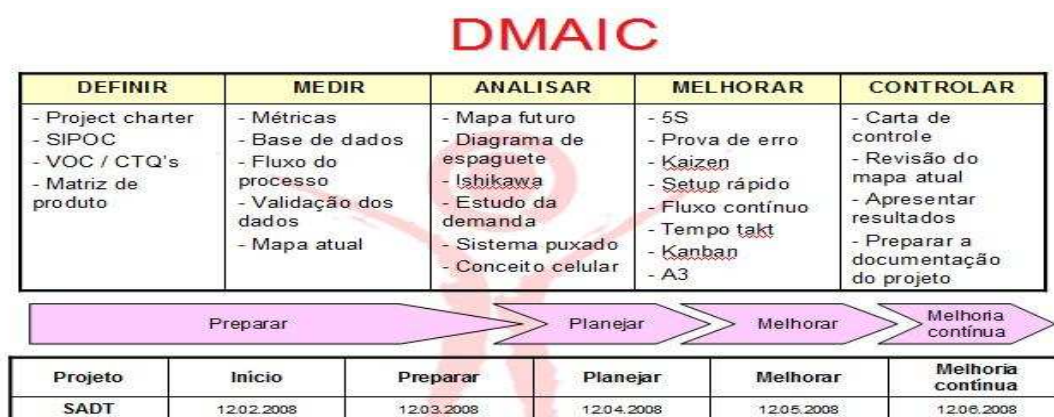 DMAIC
DEFINIR MEDIR ANALISAR MELHORAR CONTROLAR
- Project charter
- SIPOC
- VOC / CTQ's
- Matriz de
produto
- Métricas
- Base de dados
- Fluxo do
processo
- Validação dos
dados
- Mapa atual
- Mapa futuro
- Diagrama de
espaguete
- Ishikawa
- Estudo da
demanda
- Sistema puxado
- Conceito celular
- 5S
- Prova de erro
- Kaizen
- Setup rápido
- Fluxo contínuo
- Tempo takt
- Kanban
- A3
- Carta de
controle
- Revisão do
mapa atual
- Apresentar
resultados
- Preparar a
documentação
do projeto
Preparar Planejar Melhorar Melhoria
contínua
Projeto Início Preparar Planejar Melhorar Melhoria
contínua
SADT 12.02.2008 12.03.2008 12.04.2008 12.05.2008 12.06.2008